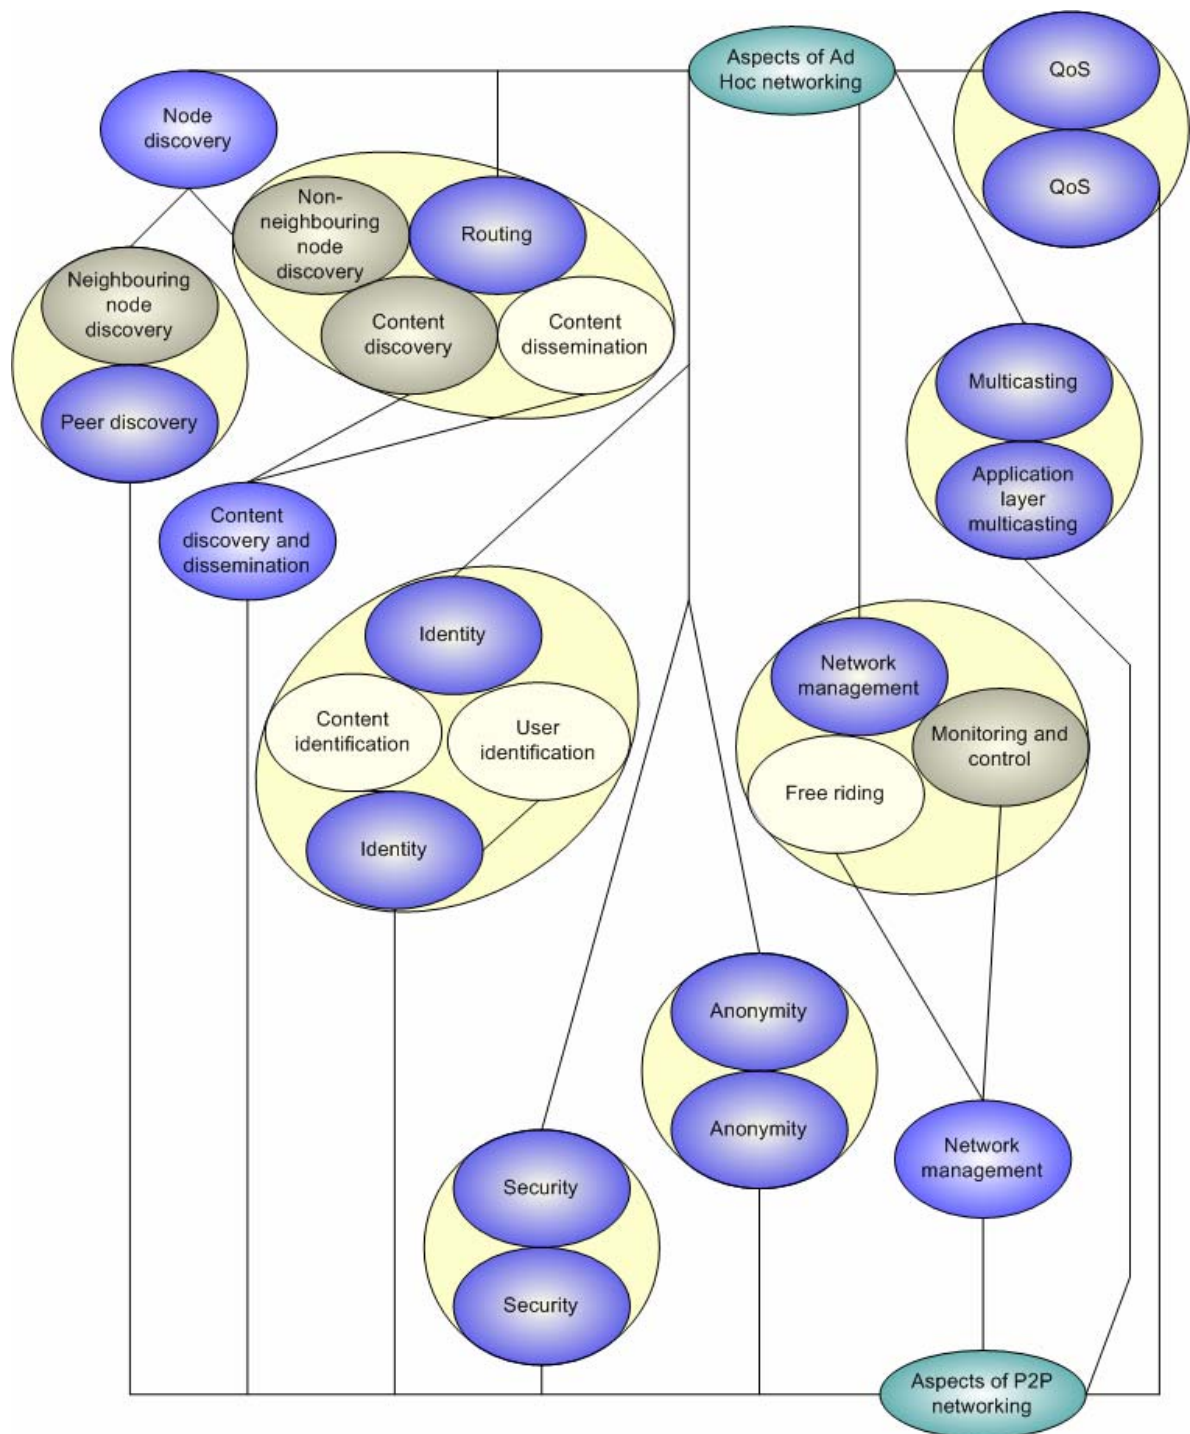 Aspects of Ad
Hoc networking
QoS
QoS
Node
discovery
Non-
neighbouring
node
discovery
Routing
Neighbouring
node
discovery
Content
discovery
Content
dissemination
Peer discovery
Multicasting
Application
layer
multicasting
Content
discovery and
dissemination
Identity
Content
identification
User
identification
Identity
Network
management
Monitoring and
control
Free riding
Anonymity
Anonymity
Network
management
Security
Security
Aspects of P2P
networking